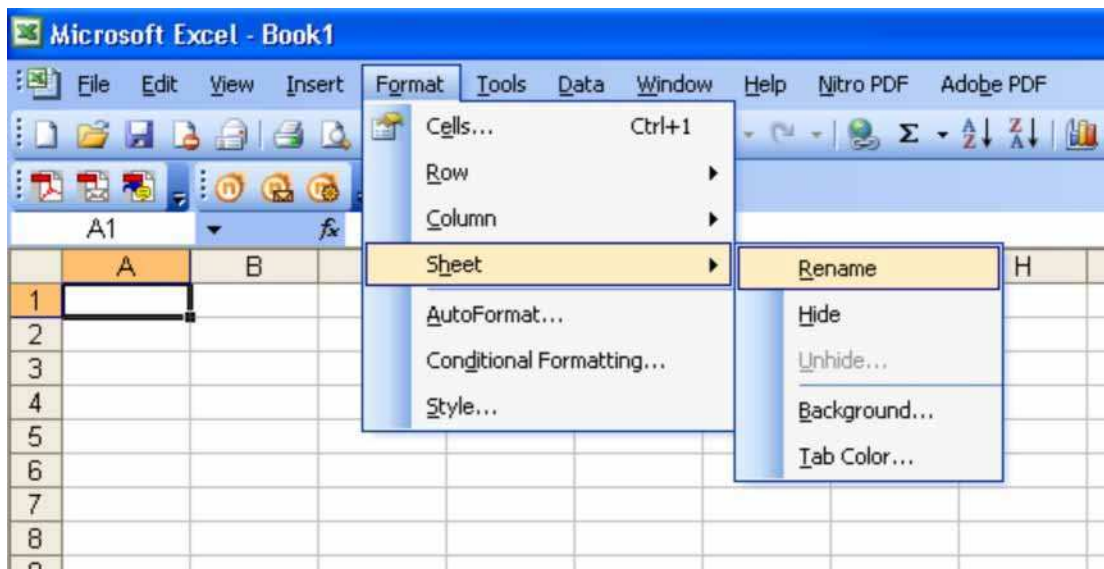 Microsoft Excel - Book1
File Edit View Insert Format Tools Data Window Help Nitro PDF Adobe PDF
Cells... Ctrl+1
Row
Column
Sheet
AutoFormat...
Conditional Formatting...
Style...
Rename
Hide
Unhide...
Background...
Tab Color...
Σ A Z Z A
A1 fx
A B H
1
2
3
4
5
6
7
8